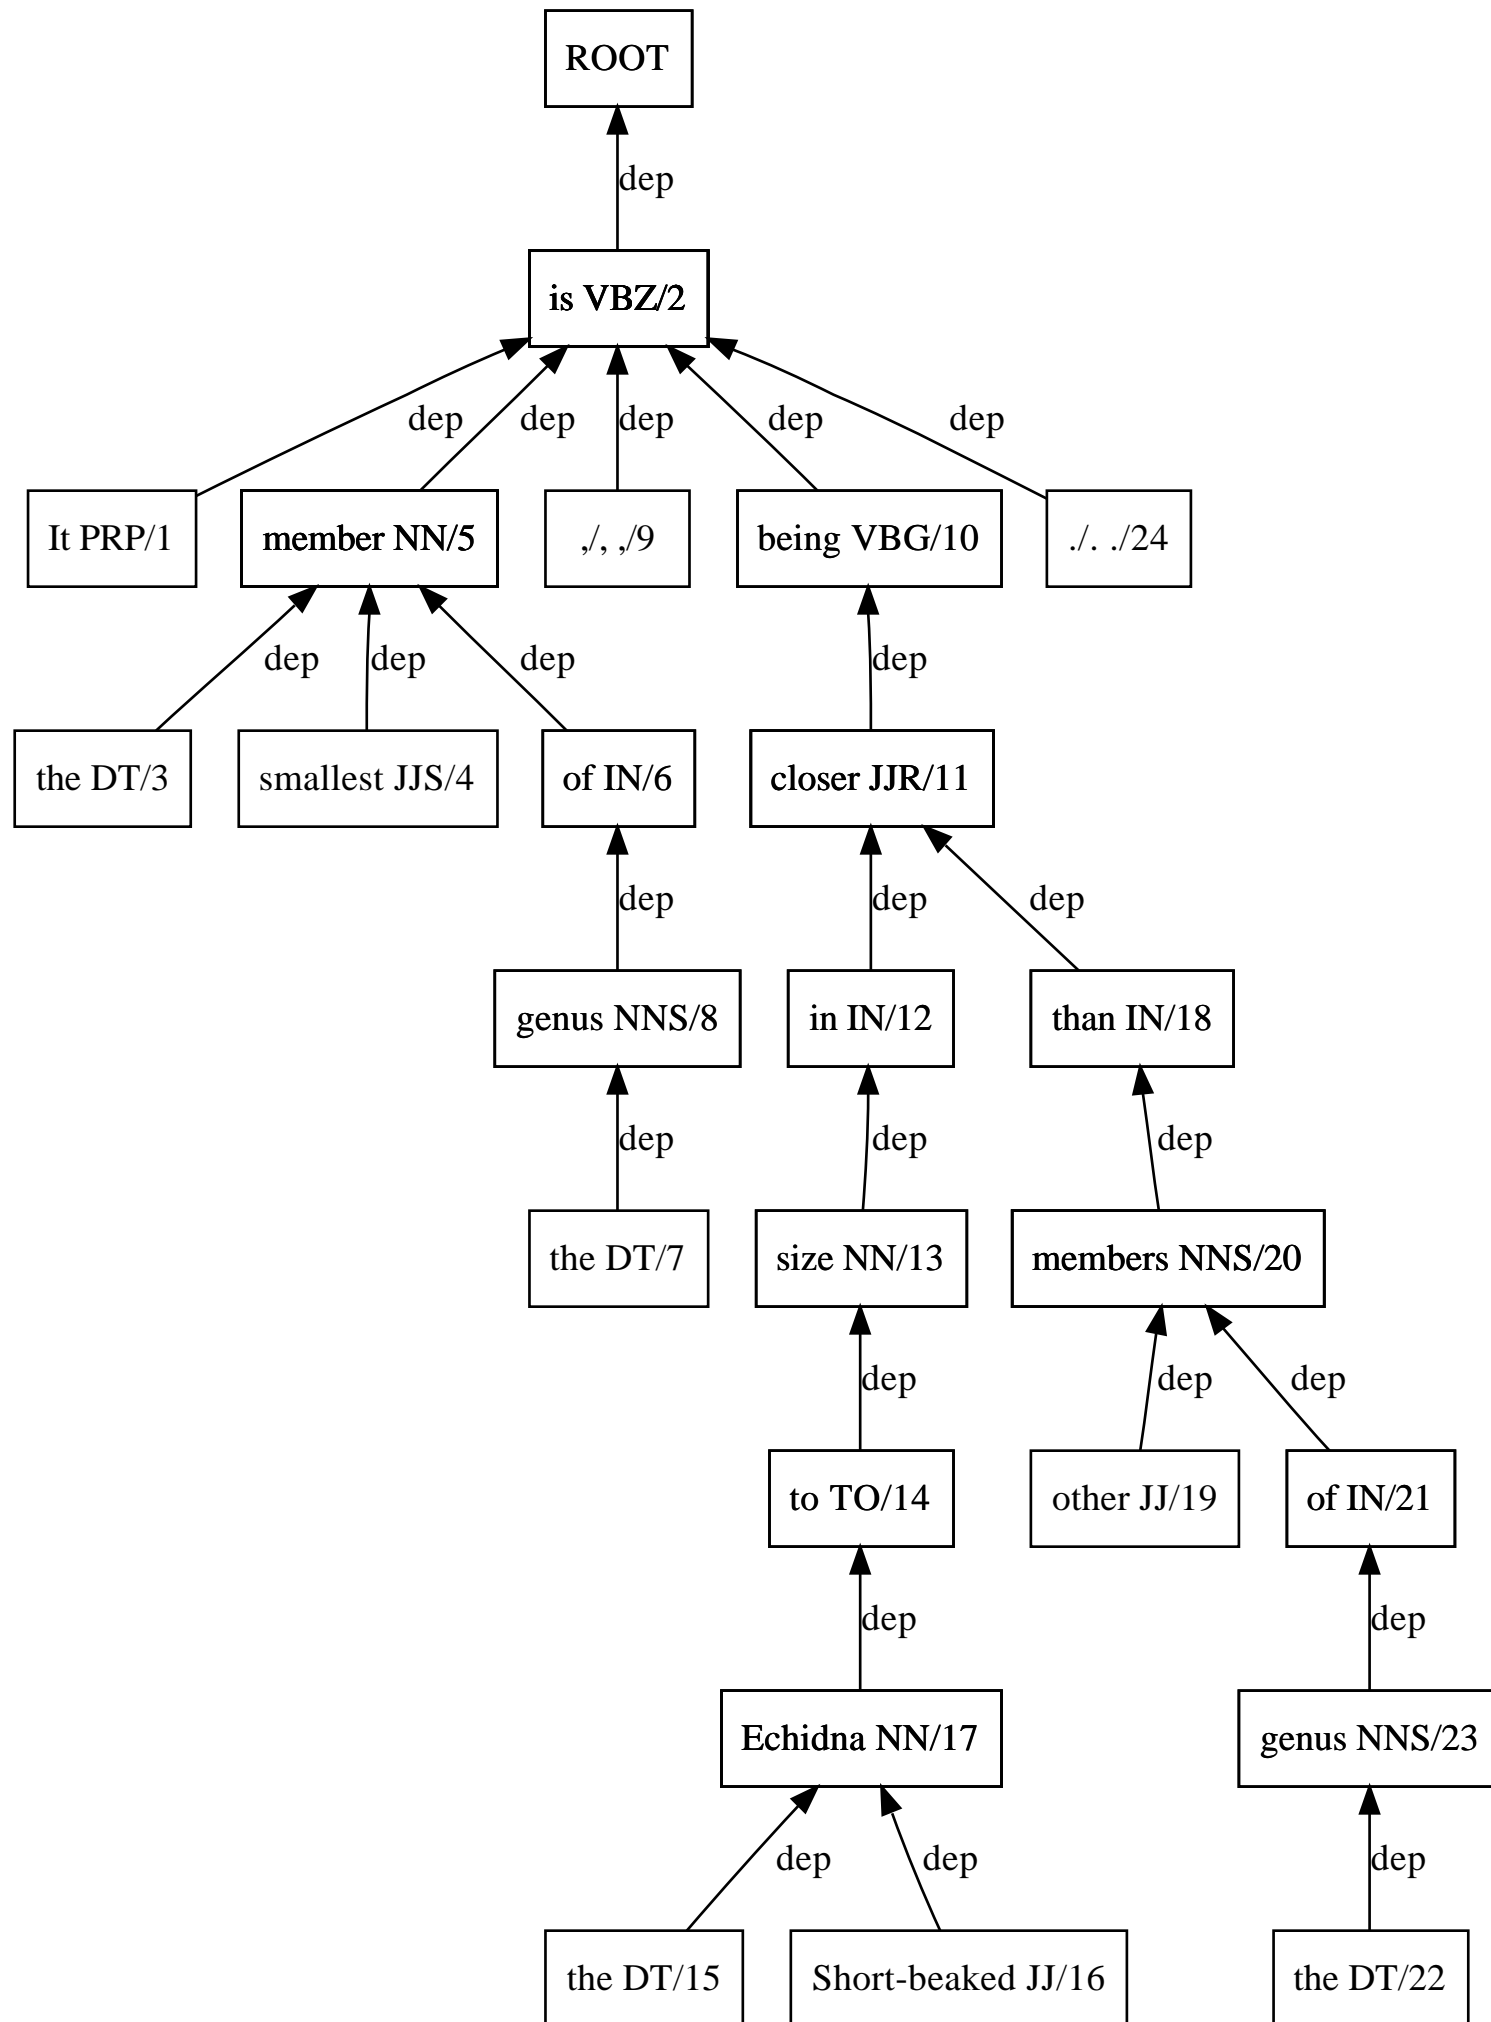 ROOT
dep
is VBZ/2
dep dep dep dep dep
It PRP/1 member NN/5 ,/, ,/9 being VBG/10 ./. ./24
dep dep dep dep
the DT/3 smallest JJS/4 of IN/6 closer JJR/11
dep dep dep
genus NNS/8 in IN/12 than IN/18
dep dep dep
the DT/7 size NN/13 members NNS/20
dep dep dep
to TO/14 other JJ/19 of IN/21
dep dep
Echidna NN/17 genus NNS/23
dep dep dep
the DT/15 Short-beaked JJ/16 the DT/22